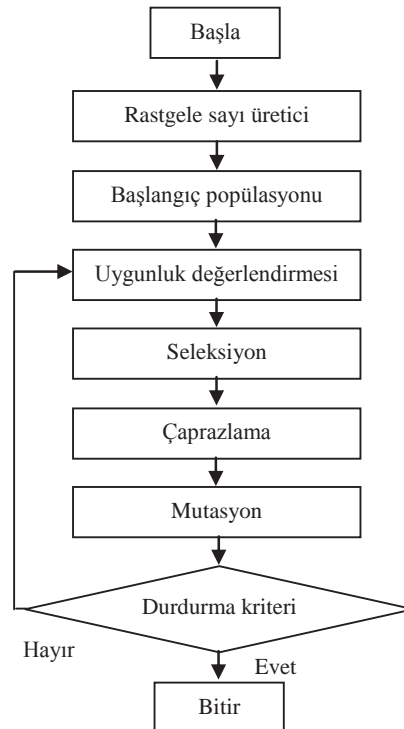 Başla
Rastgele sayı üretici
Başlangıç popülasyonu
Uygunluk değerlendirmesi
Seleksiyon
Çaprazlama
Mutasyon
Durdurma kriteri
Hayır
Evet
Bitir